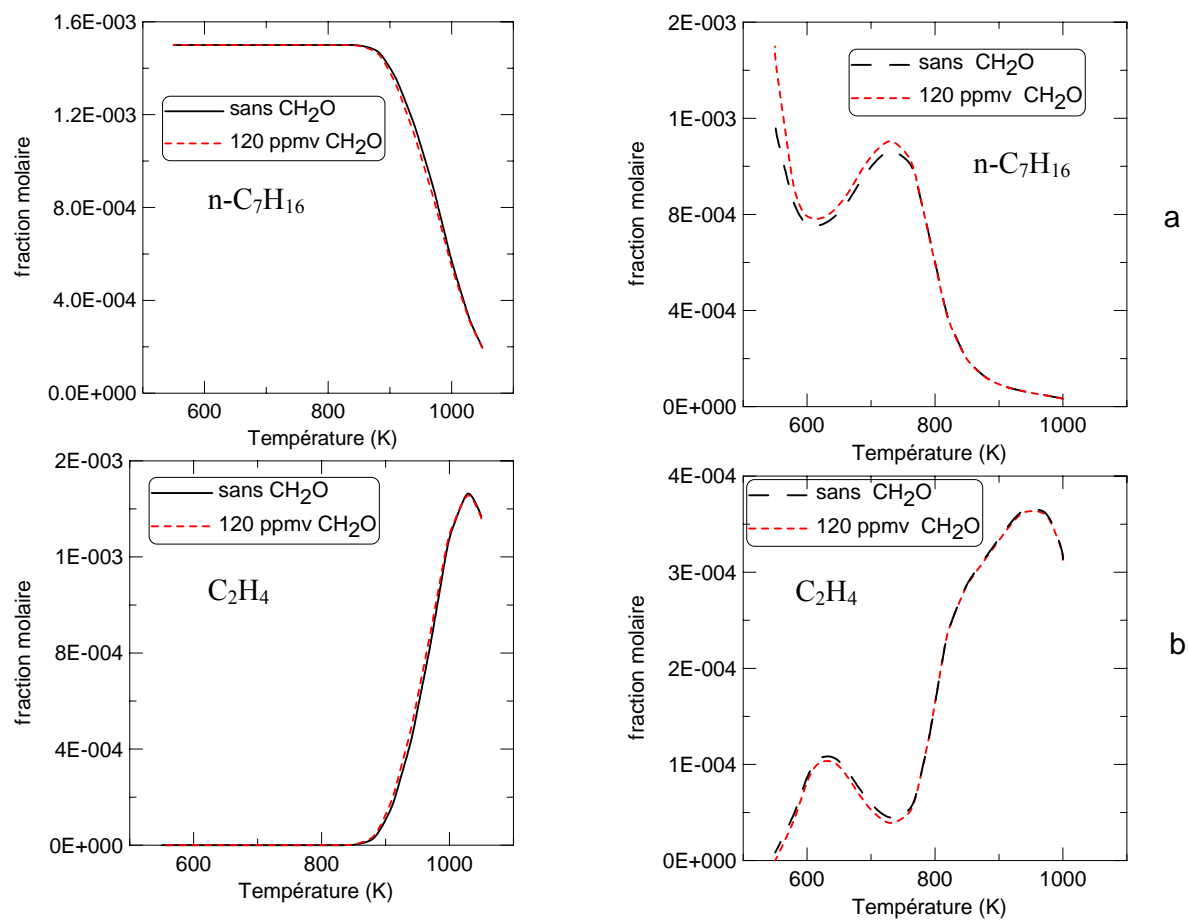 1.6E-003
1.2E-003
8.0E-004
4.0E-004
0.0E+000
fraction molaire
sans CH2O
120 ppmv CH2O
n-C7H16
600
800
1000
Température (K)
2E-003
1E-003
8E-004
4E-004
0E+000
fraction molaire
sans CH2O
120 ppmv CH2O
n-C7H16
600
800
1000
Température (K)
a
2E-003
1E-003
8E-004
4E-004
0E+000
fraction molaire
sans CH2O
120 ppmv CH2O
C2H4
600
800
1000
Température (K)
4E-004
3E-004
2E-004
1E-004
0E+000
fraction molaire
sans CH2O
120 ppmv CH2O
C2H4
600
800
1000
Température (K)
b